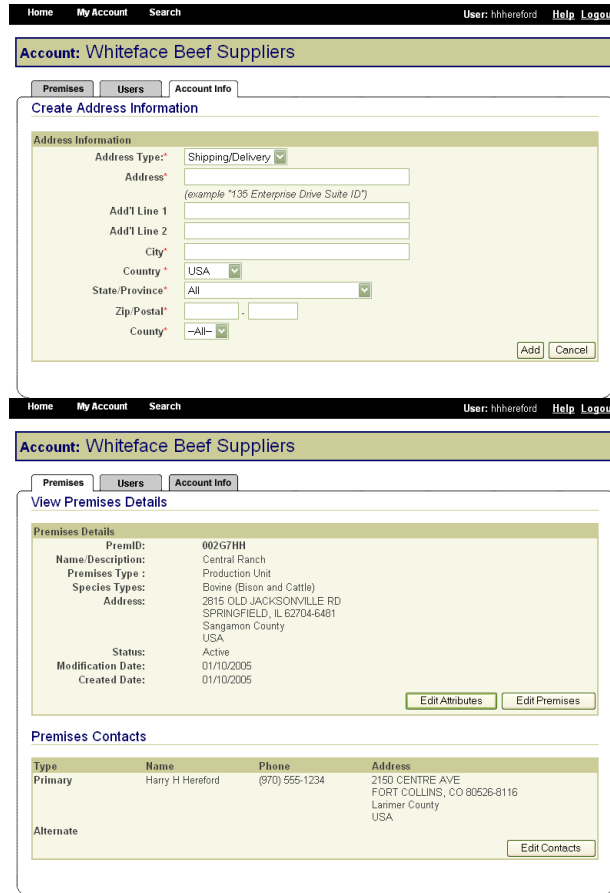 Home My Account Search User: hhhereford Help Logou
Account: Whiteface Beef Suppliers
Premises Users Account Info
Create Address Information
Address Information
Address Type:* Shipping/Delivery
Address*
(example "135 Enterprise Drive Suite ID")
Add'l Line 1
Add'l Line 2
City*
Country * USA
State/Province* All
Zip/Postal* -
County* --All--
Add Cancel
Home My Account Search User: hhhereford Help Logou
Account: Whiteface Beef Suppliers
Premises Users Account Info
View Premises Details
Premises Details
PremID: 002G7HH
Name/Description: Central Ranch
Premises Type : Production Unit
Species Types: Bovine (Bison and Cattle)
Address: 2815 OLD JACKSONVILLE RD
SPRINGFIELD, IL 62704-6481
Sangamon County
USA
Status: Active
Modification Date: 01/10/2005
Created Date: 01/10/2005
Edit Attributes Edit Premises
Premises Contacts
Type Name Phone Address
Primary Harry H Hereford (970) 555-1234 2150 CENTRE AVE
FORT COLLINS, CO 80526-8116
Larimer County
USA
Alternate
Edit Contacts